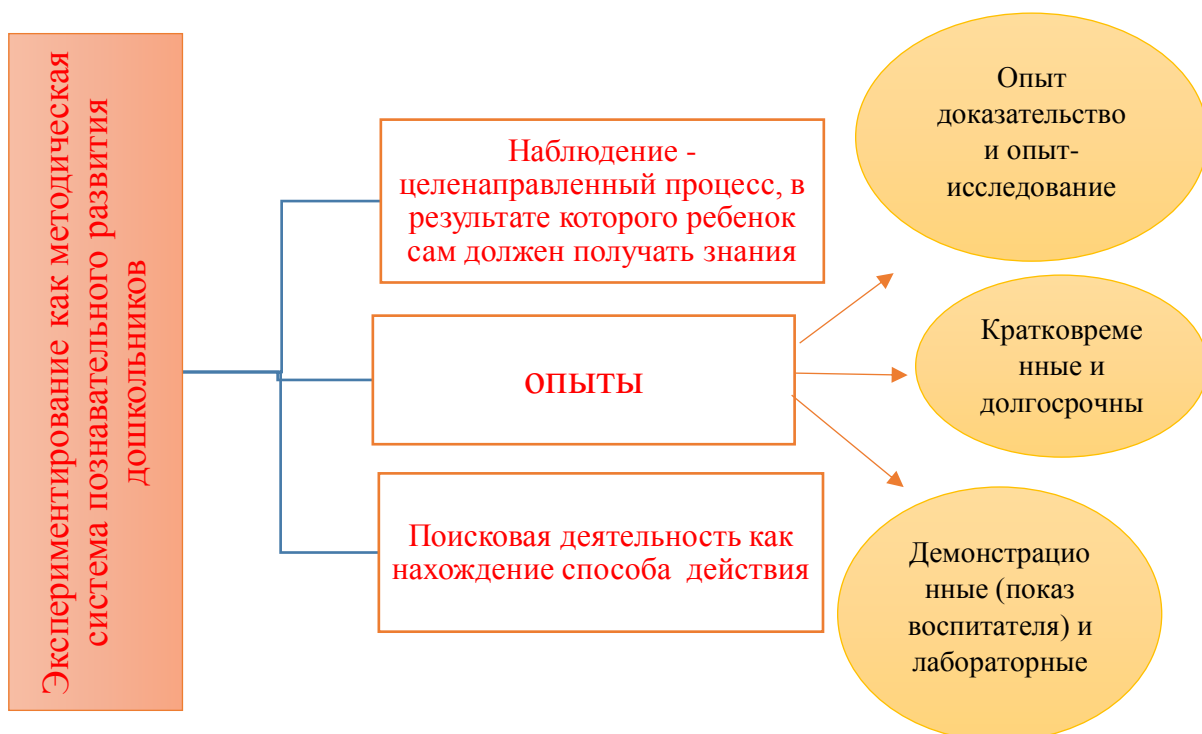 Экспериментирование как методическая
система познавательного развития
дошкольников
Наблюдение -
целенаправленный процесс, в
результате которого ребенок
сам должен получать знания
опыты
Поисковая деятельность как
нахождение способа действия
Опыт
доказательство
и опыт-
исследование
Кратковреме
нные и
долгосрочны
Демонстрацио
нные (показ
воспитателя) и
лабораторные